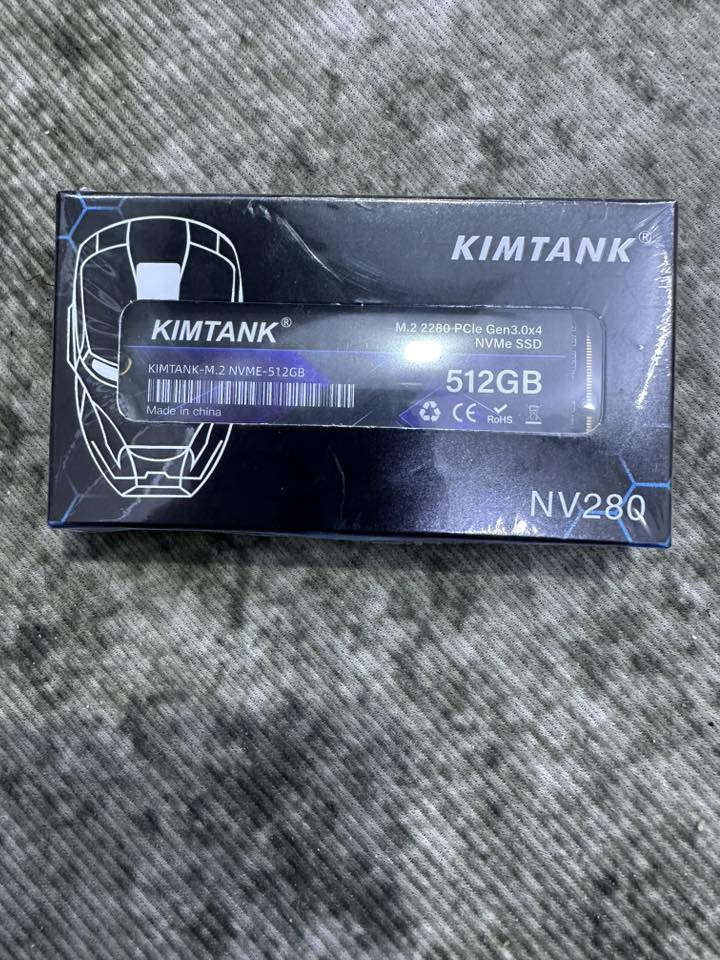 KIMTANK®
KIMTANK®
M.2 2280 PCIe Gen3.0x4
NVMe SSD
KIMTANK-M.2 NVME-512GB
512GB
Made in china
CE
RoHS
NV280